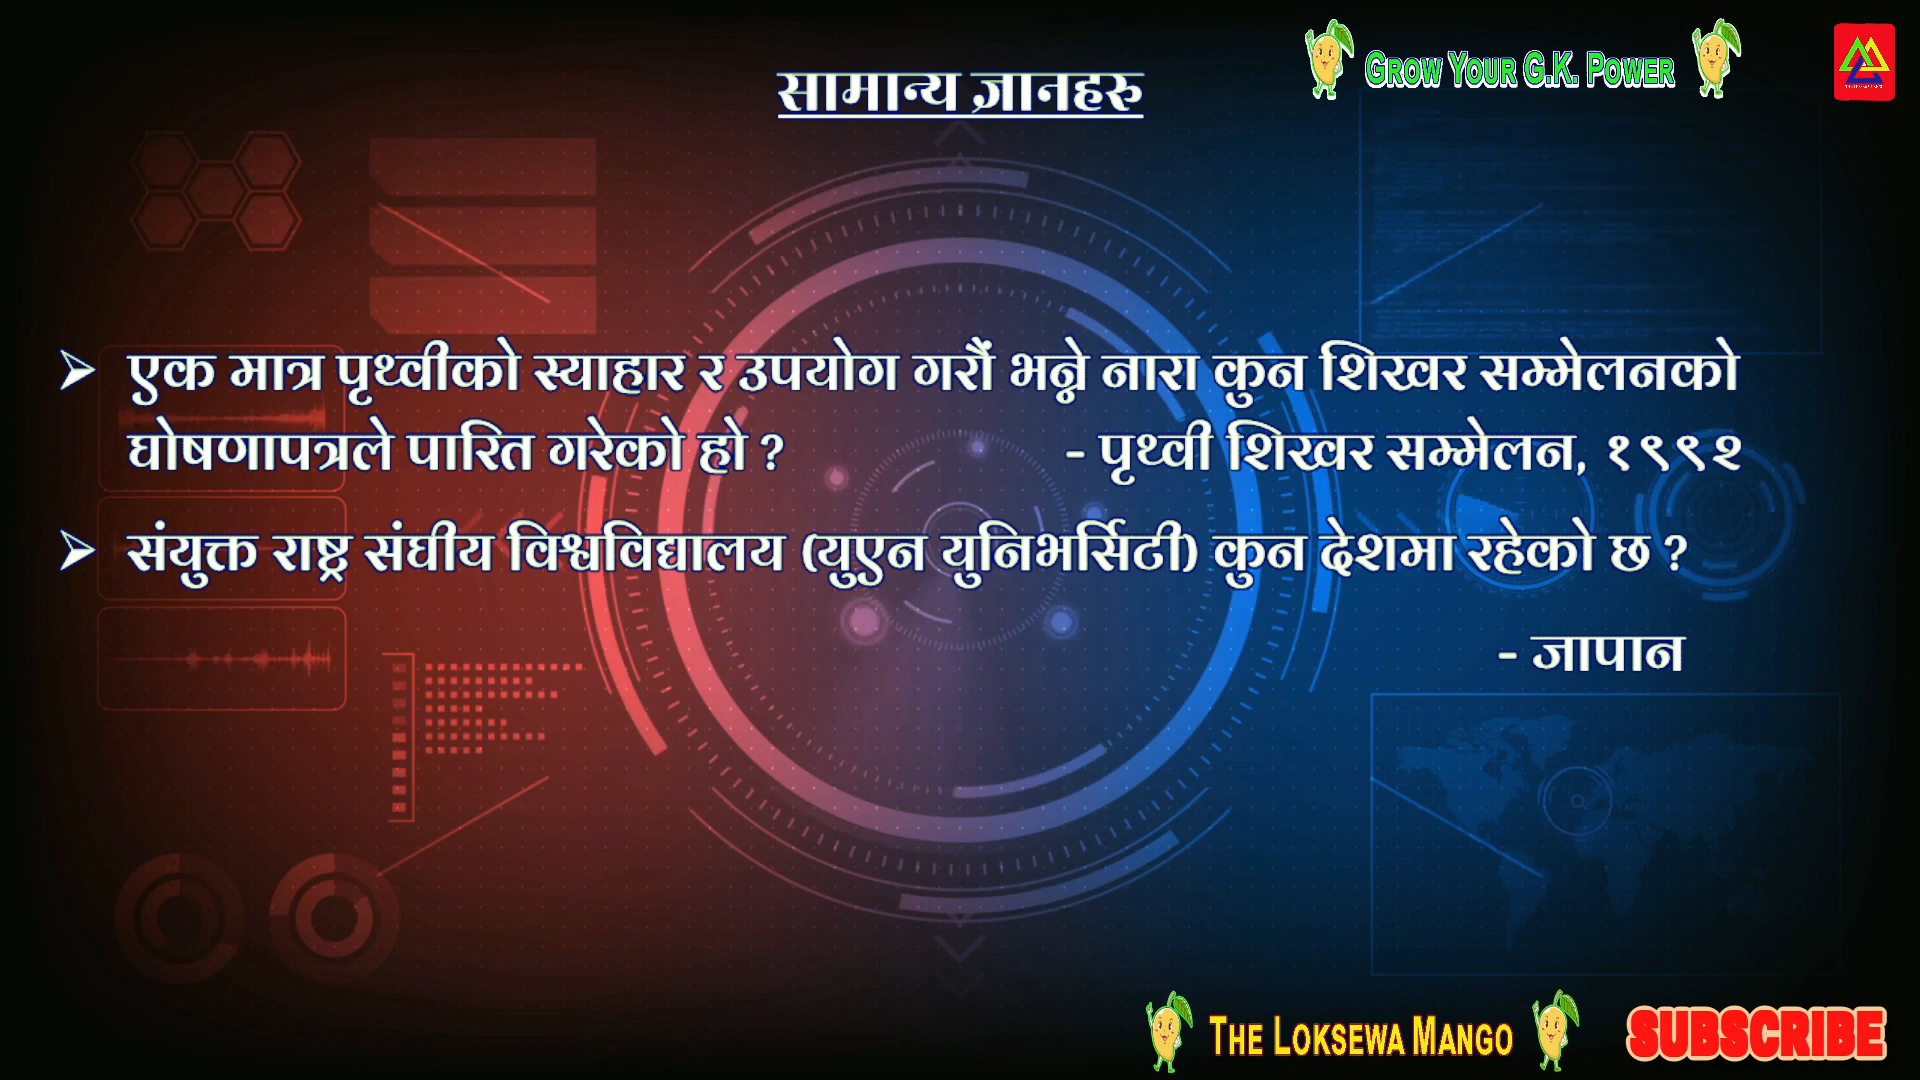 GROW YOUR G.K. POWER
सामान्य ज्ञानहरु
➢ एक मात्र पृथ्वीको स्याहार र उपयोग गरौं भन्ने नारा कुन शिखर सम्मेलनको
घोषणापत्रले पारित गरेको हो ? - पृथ्वी शिखर सम्मेलन, १९९२
➢ संयुक्त राष्ट्र संघीय विश्वविद्यालय (युएन युनिभर्सिटी) कुन देशमा रहेको छ ?
- जापान
THE LOKSEWA MANGO
SUBSCRIBE